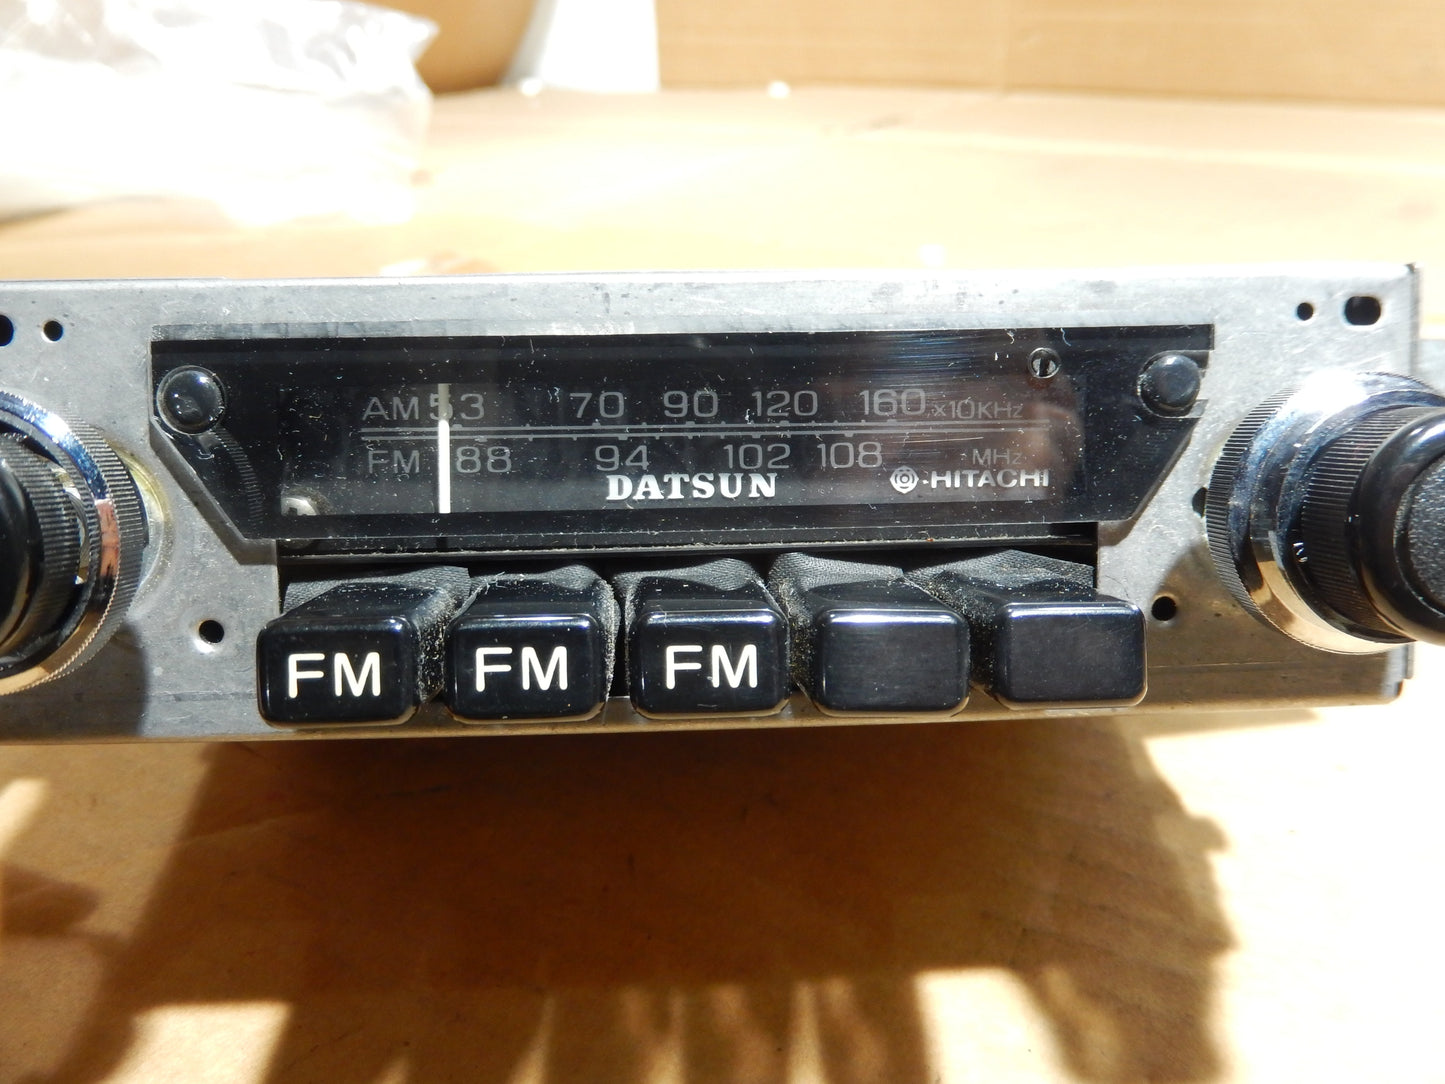 AM 53 70 90 120 160 x10KHz
FM 88 94 102 108 MHz
DATSUN HITACHI
FM FM FM